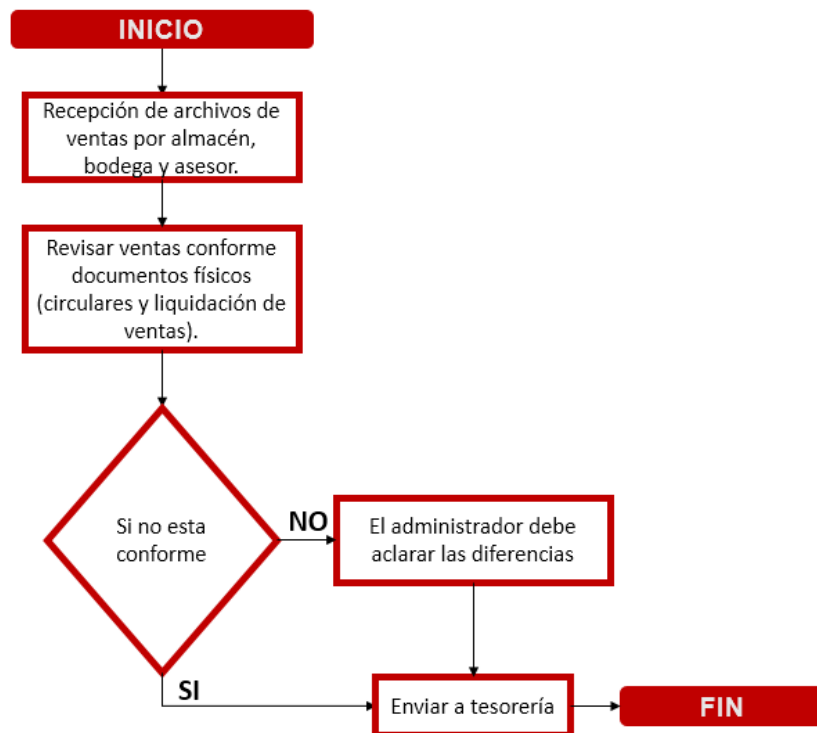 INICIO
Recepción de archivos de
ventas por almacén,
bodega y asesor.
Revisar ventas conforme
documentos físicos
(circulares y liquidación de
ventas).
Si no esta
conforme
NO
El administrador debe
aclarar las diferencias
SI
Enviar a tesorería
FIN